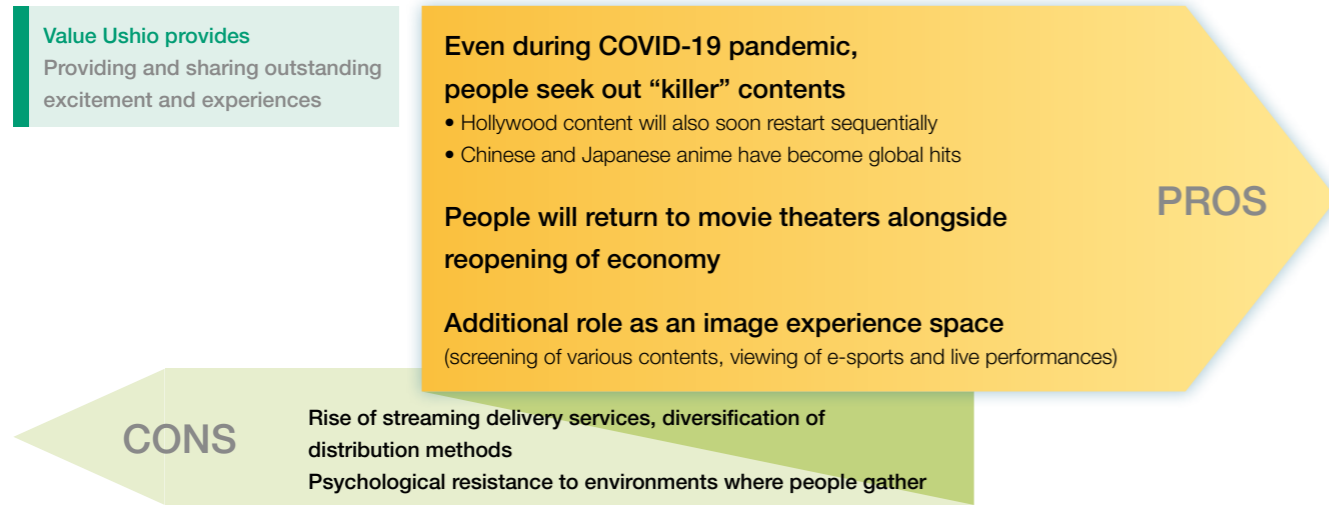 Value Ushio provides
Providing and sharing outstanding
excitement and experiences
Even during COVID-19 pandemic,
people seek out “killer” contents
• Hollywood content will also soon restart sequentially
• Chinese and Japanese anime have become global hits
People will return to movie theaters alongside
reopening of economy
Additional role as an image experience space
(screening of various contents, viewing of e-sports and live performances)
PROS
CONS
Rise of streaming delivery services, diversification of
distribution methods
Psychological resistance to environments where people gather